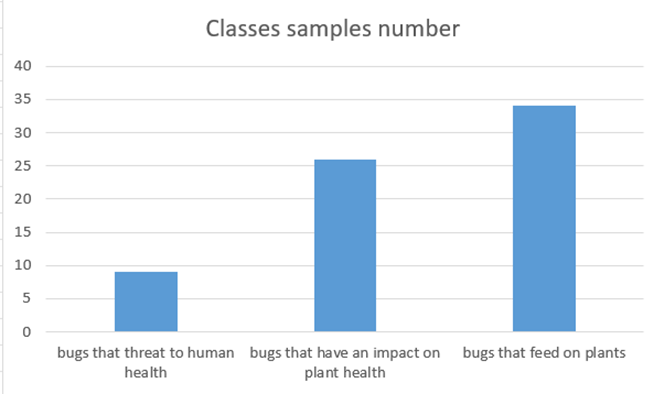 Classes samples number
40
35
30
25
20
15
10
5
0
bugs that threat to human
health
bugs that have an impact on
plant health
bugs that feed on plants